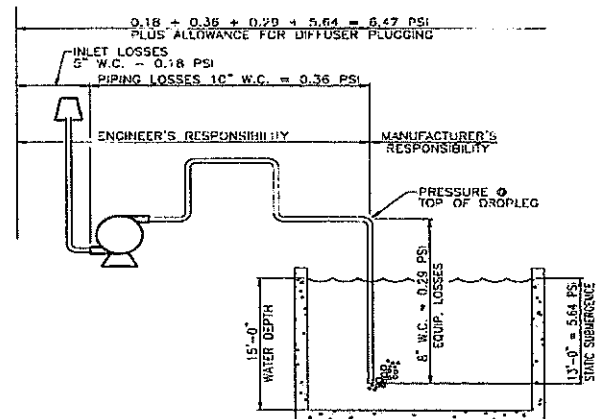 0.18 + 0.36 + 0.29 + 5.64 = 6.47 PSI
PLUS ALLOWANCE FOR DIFFUSER PLUGGING
INLET LOSSES
5" W.C. = 0.18 PSI
PIPING LOSSES 10" W.C. = 0.36 PSI
ENGINEER'S RESPONSIBILITY
MANUFACTURER'S
RESPONSIBILITY
PRESSURE @
TOP OF DROPLEG
8" W.C. = 0.29 PSI
EQUIP. LOSSES
15'-0"
WATER DEPTH
13'-0" = 5.64 PSI
STATIC SUBMERGENCE